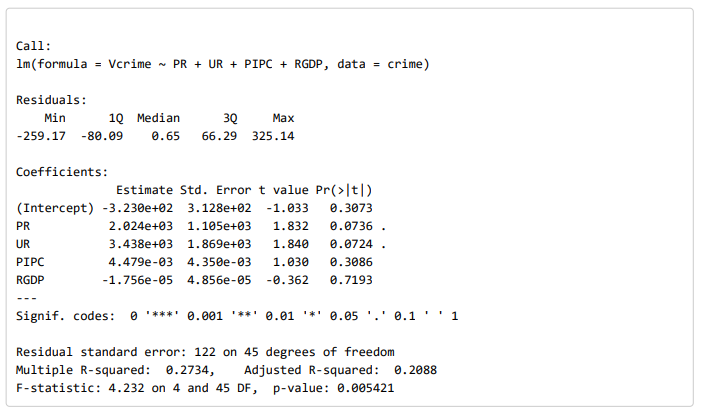 Call:
lm(formula = Vcrime ~ PR + UR + PIPC + RGDP, data = crime)
Residuals:
    Min      1Q  Median      3Q     Max
-259.17  -80.09    0.65   66.29  325.14
Coefficients:
              Estimate Std. Error t value Pr(>|t|)
(Intercept) -3.230e+02  3.128e+02  -1.033   0.3073
PR           2.024e+03  1.105e+03   1.832   0.0736 .
UR           3.438e+03  1.869e+03   1.840   0.0724 .
PIPC         4.479e-03  4.350e-03   1.030   0.3086
RGDP        -1.756e-05  4.856e-05  -0.362   0.7193
---
Signif. codes:  0 '***' 0.001 '**' 0.01 '*' 0.05 '.' 0.1 ' ' 1
Residual standard error: 122 on 45 degrees of freedom
Multiple R-squared:  0.2734,    Adjusted R-squared:  0.2088
F-statistic: 4.232 on 4 and 45 DF,  p-value: 0.005421